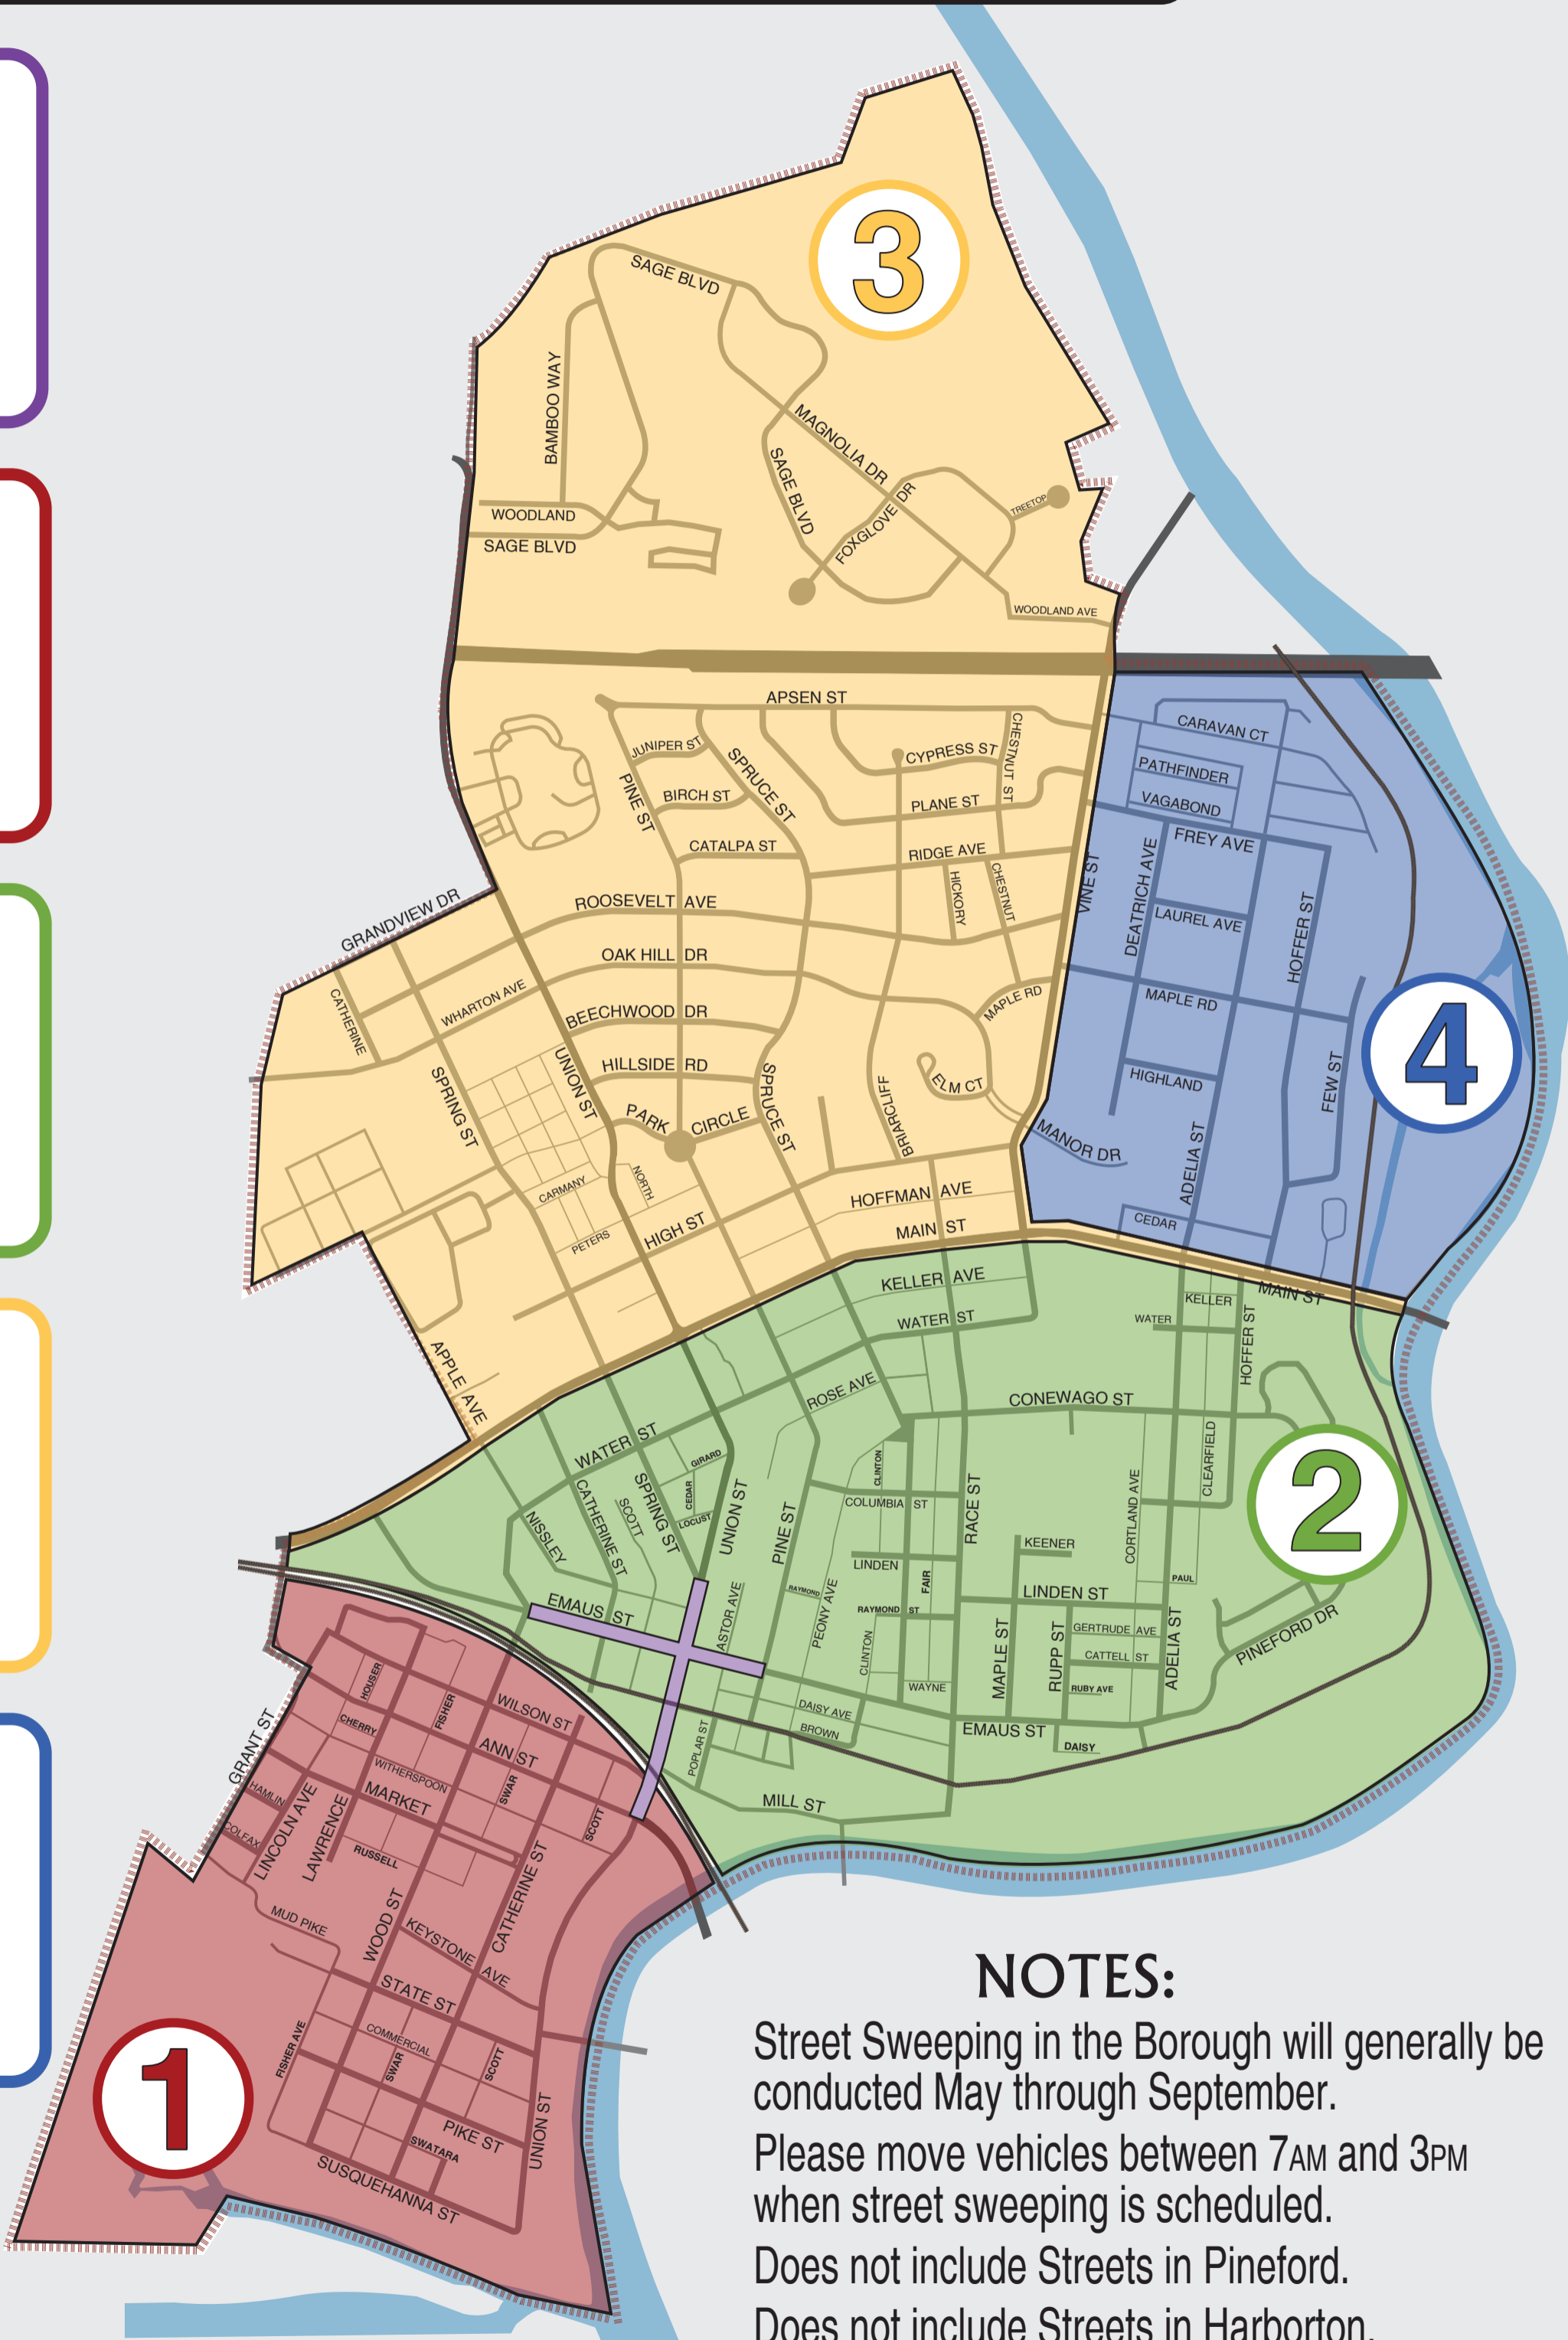 3
SAGE BLVD
BAMBOO WAY
MAGNOLIA DR
SAGE BLVD
FOXGLOVE DR
TREETOP
WOODLAND
SAGE BLVD
WOODLAND AVE
APSEN ST
CHESTNUT ST
JUNIPER ST
SPRUCE ST
CYPRESS ST
PINE ST
BIRCH ST
PLANE ST
CATALPA ST
RIDGE AVE
HICKORY
CHESTNUT
VINE ST
GRANDVIEW DR
ROOSEVELT AVE
OAK HILL DR
CATHERINE
WHARTON AVE
BEECHWOOD DR
MAPLE RD
HILLSIDE RD
UNION ST
SPRING ST
SPRUCE ST
ELM CT
BRIARCLIFF
PARK CIRCLE
CARMANY
NORTH
PETERS
HIGH ST
HOFFMAN AVE
MAIN ST
APPLE AVE
CARAVAN CT
PATHFINDER
VAGABOND
FREY AVE
DEATRICH AVE
LAUREL AVE
HOFFER ST
MAPLE RD
4
HIGHLAND
FEW ST
MANOR DR
ADELIA ST
CEDAR
MAIN ST
KELLER AVE
WATER ST
KELLER
WATER
HOFFER ST
ROSE AVE
CONEWAGO ST
WATER ST
GIRARD
CEDAR
LOCUST
SPRING ST
SCOTT
CATHERINE ST
NISSLEY
UNION ST
PINE ST
CLINTON
COLUMBIA ST
RACE ST
CORTLAND AVE
CLEARFIELD
2
KEENER
LINDEN
FAIR
PAUL
LINDEN ST
EMAUS ST
ASTOR AVE
RAYMOND
PEONY AVE
RAYMOND ST
CLINTON
MAPLE ST
RUPP ST
GERTRUDE AVE
CATTELL ST
ADELIA ST
PINEFORD DR
RUBY AVE
WAYNE
DAISY AVE
BROWN
EMAUS ST
DAISY
POPLAR ST
MILL ST
HOUSER
FISHER
WILSON ST
CHERRY
ANN ST
GRANT ST
WITHERSPOON
SWAR
MARKET
HAMLIN
LINCOLN AVE
LAWRENCE
SCOTT
COLFAX
RUSSELL
CATHERINE ST
MUD PIKE
WOOD ST
KEYSTONE AVE
STATE ST
COMMERCIAL
FISHER AVE
SWAR
SCOTT
1
PIKE ST
SWATARA
UNION ST
SUSQUEHANNA ST
NOTES:
Street Sweeping in the Borough will generally be
conducted May through September.
Please move vehicles between 7AM and 3PM
when street sweeping is scheduled.
Does not include Streets in Pineford.
Does not include Streets in Harborton.